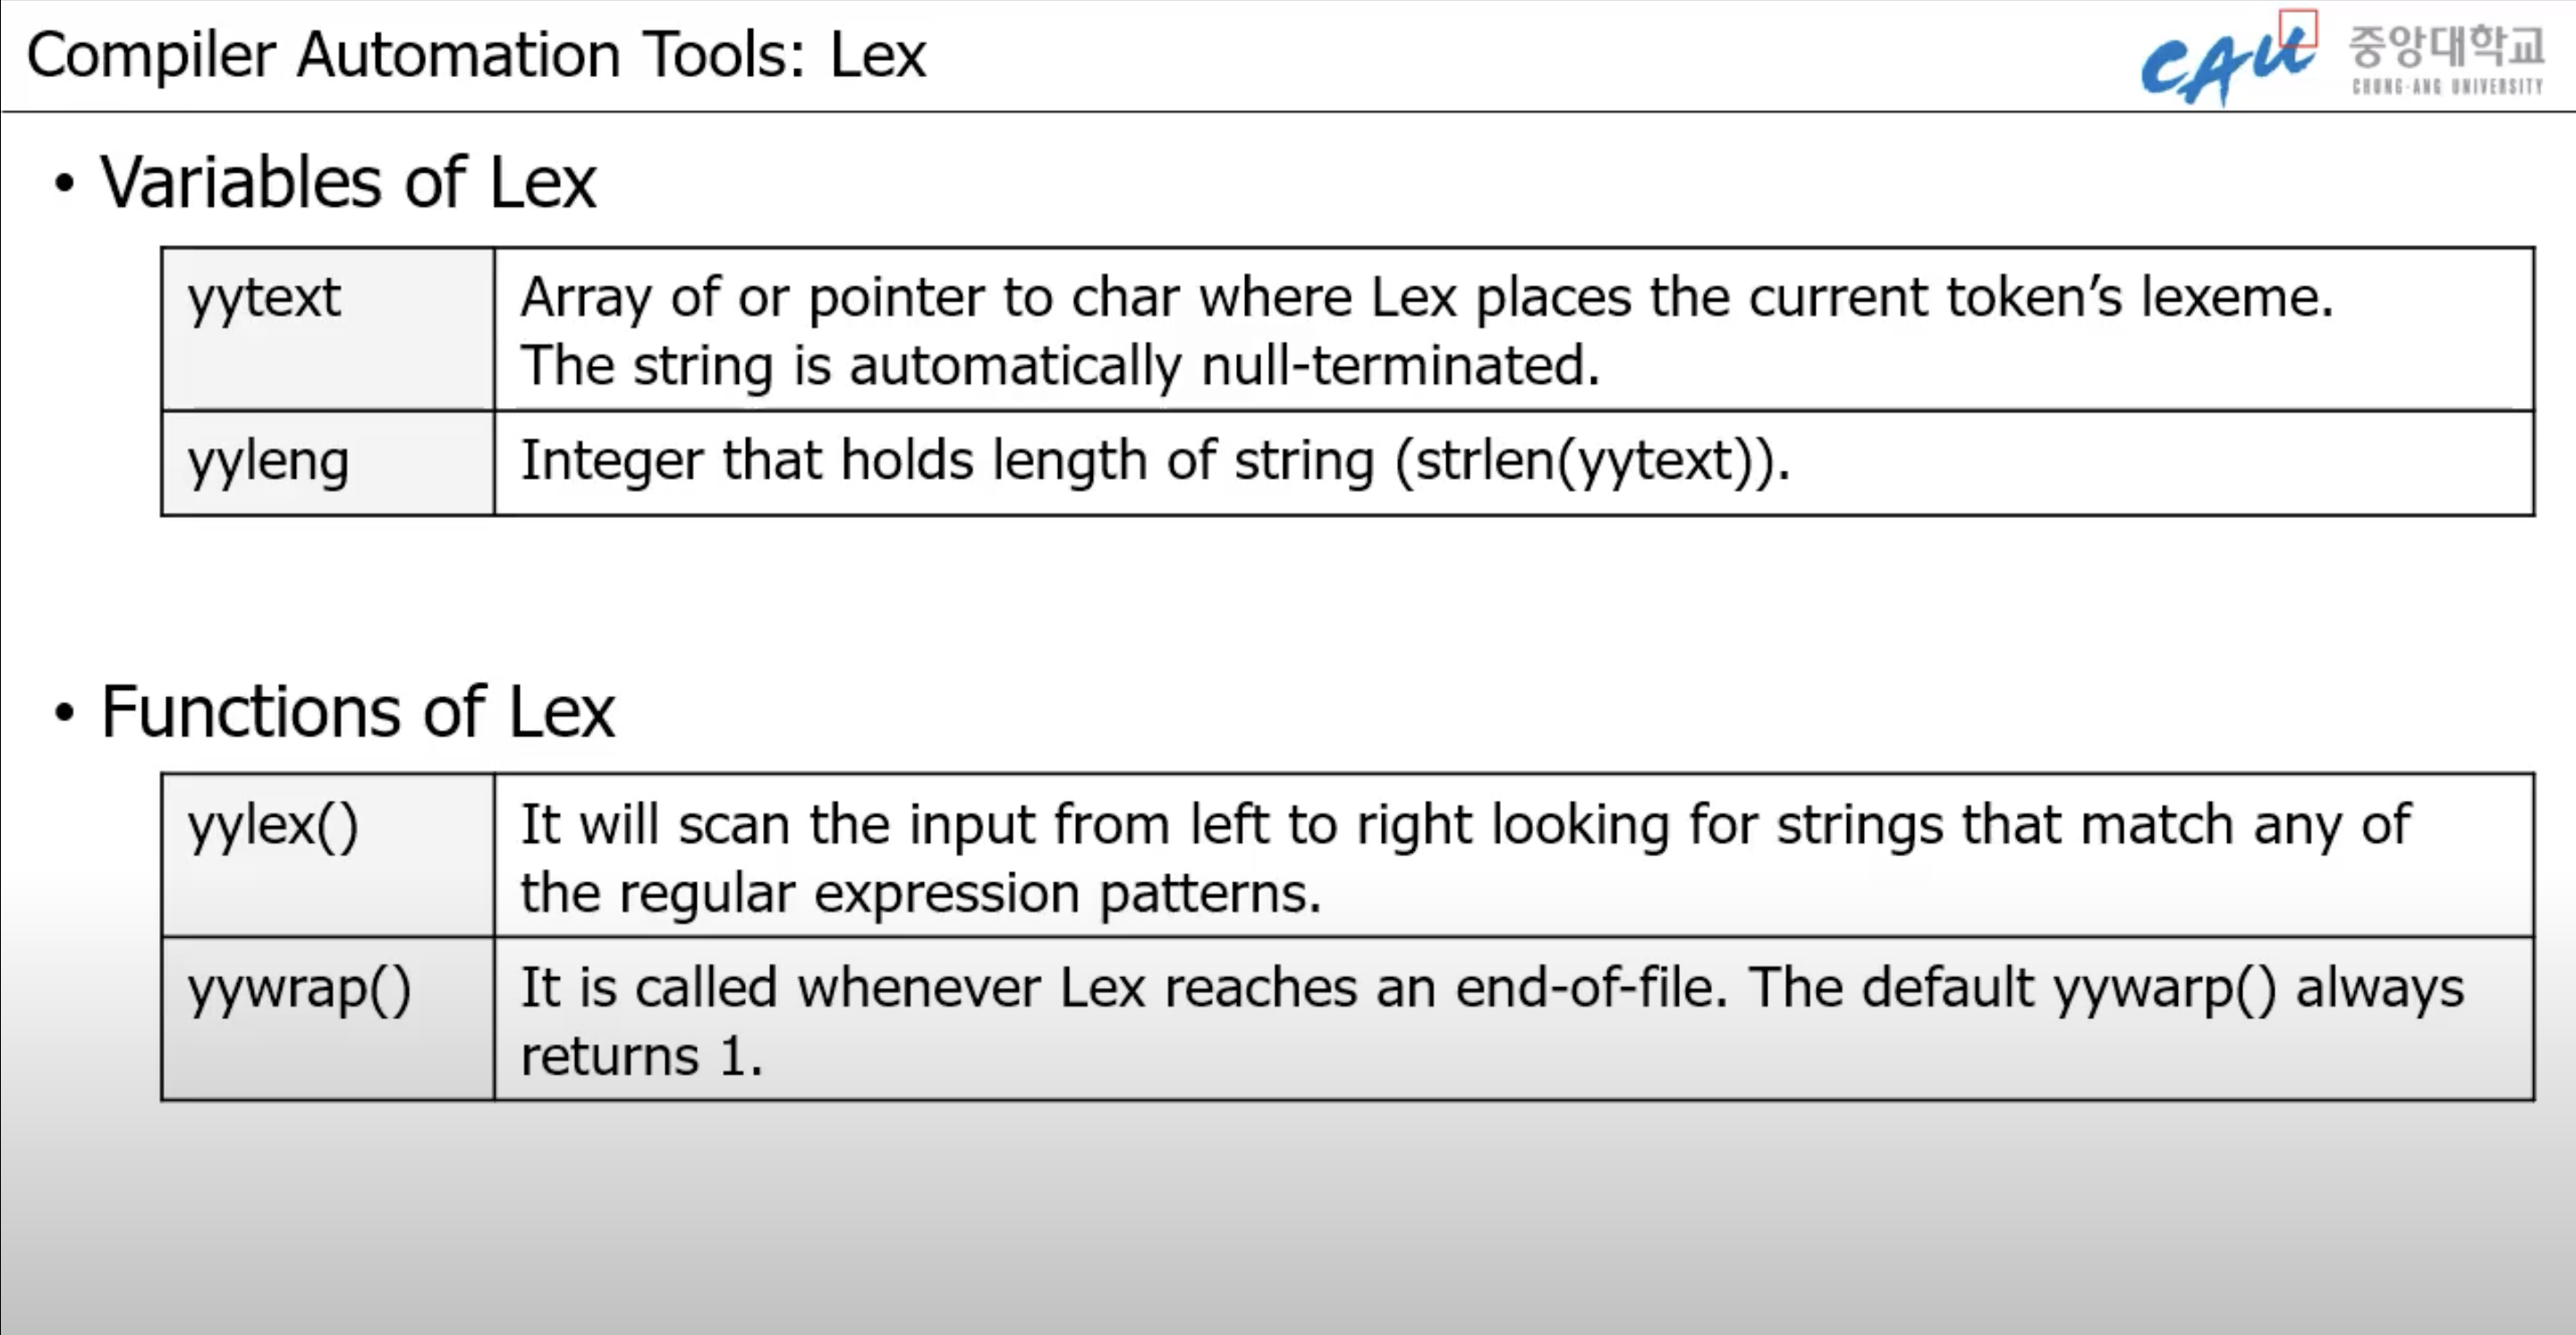 Compiler Automation Tools: Lex
CAU
중앙대학교
CHUNG-ANG UNIVERSITY
• Variables of Lex
yytext
Array of or pointer to char where Lex places the current token’s lexeme.
The string is automatically null-terminated.
yyleng
Integer that holds length of string (strlen(yytext)).
• Functions of Lex
yylex()
It will scan the input from left to right looking for strings that match any of
the regular expression patterns.
yywrap()
It is called whenever Lex reaches an end-of-file. The default yywarp() always
returns 1.